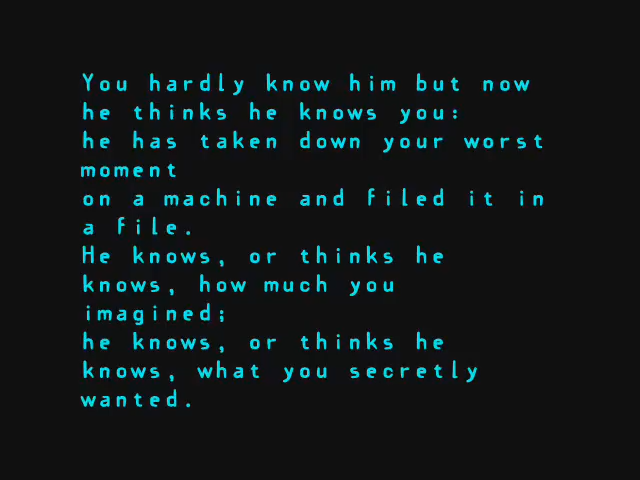 You hardly know him but now
he thinks he knows you:
he has taken down your worst
moment
on a machine and filed it in
a file.
He knows, or thinks he
knows, how much you
imagined;
he knows, or thinks he
knows, what you secretly
wanted.